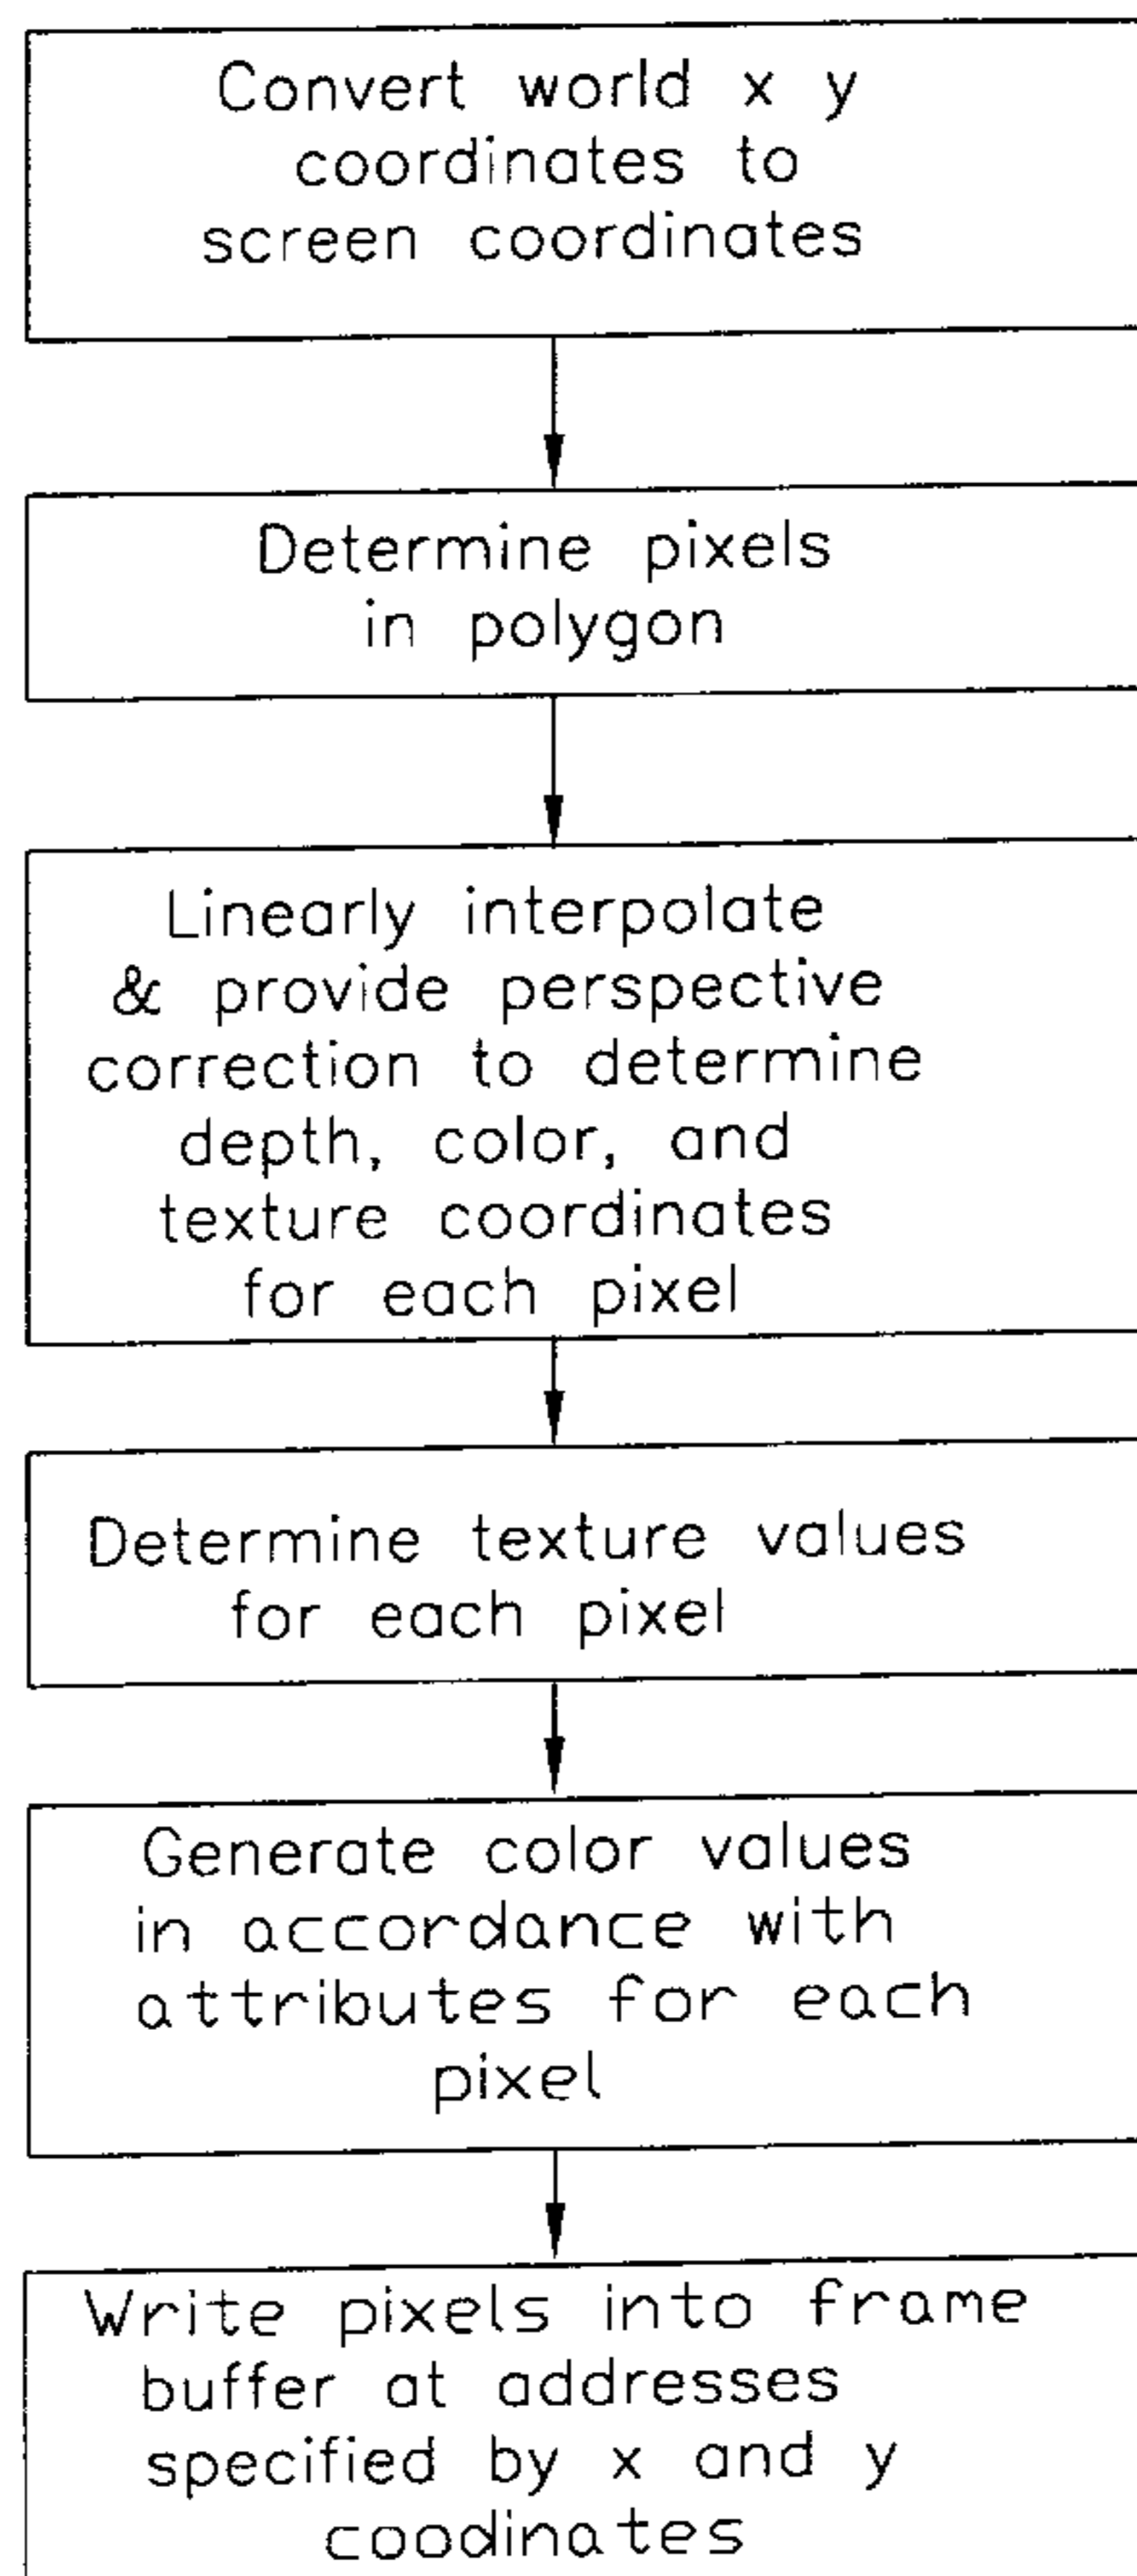 Convert world x y
coordinates to
screen coordinates
Determine pixels
in polygon
Linearly interpolate
& provide perspective
correction to determine
depth, color, and
texture coordinates
for each pixel
Determine texture values
for each pixel
Generate color values
in accordance with
attributes for each
pixel
Write pixels into frame
buffer at addresses
specified by x and y
coodinates